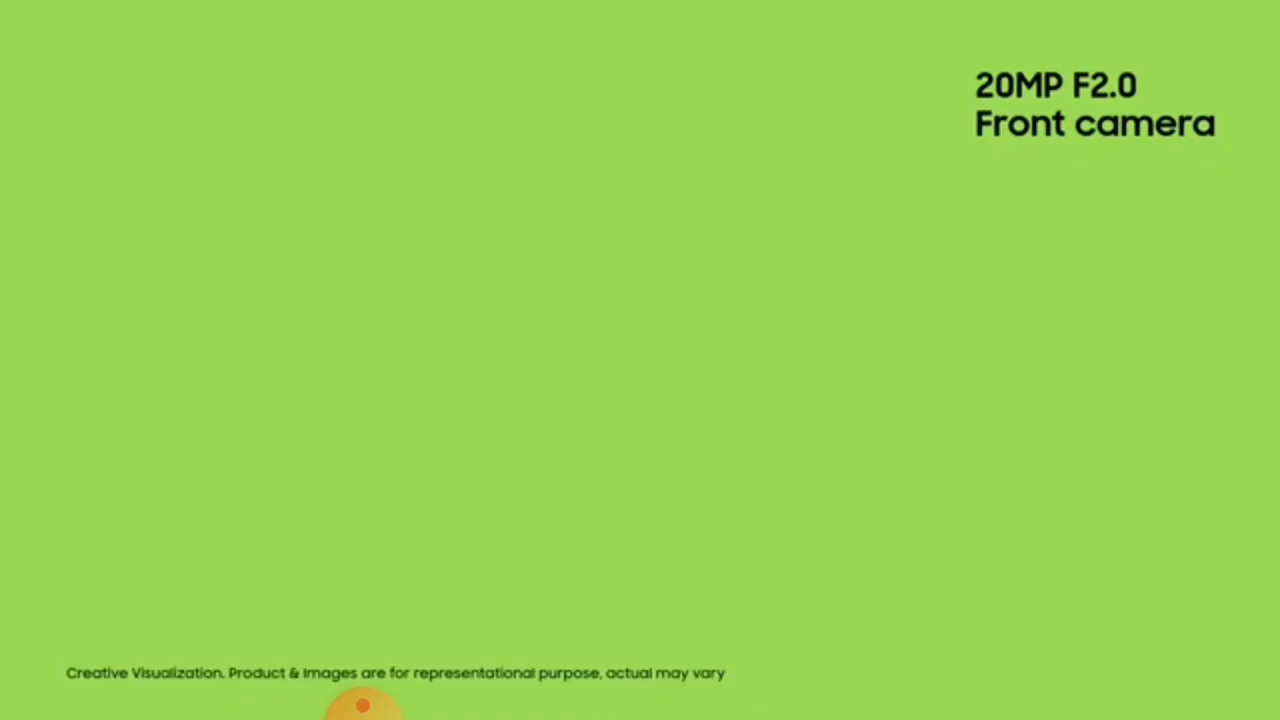 20MP F2.0
Front camera
Creative Visualization. Product & Images are for representational purpose, actual may vary